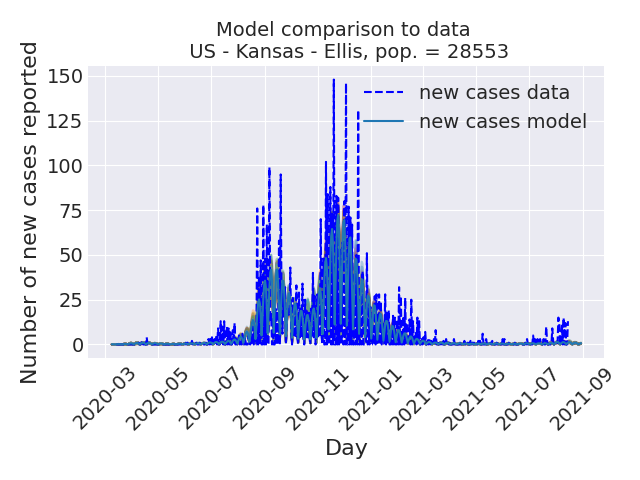 Model comparison to data
US - Kansas - Ellis, pop. = 28553
Number of new cases reported
150
125
100
75
50
25
0
new cases data
new cases model
2020-03
2020-05
2020-07
2020-09
2020-11
2021-01
2021-03
2021-05
2021-07
2021-09
Day